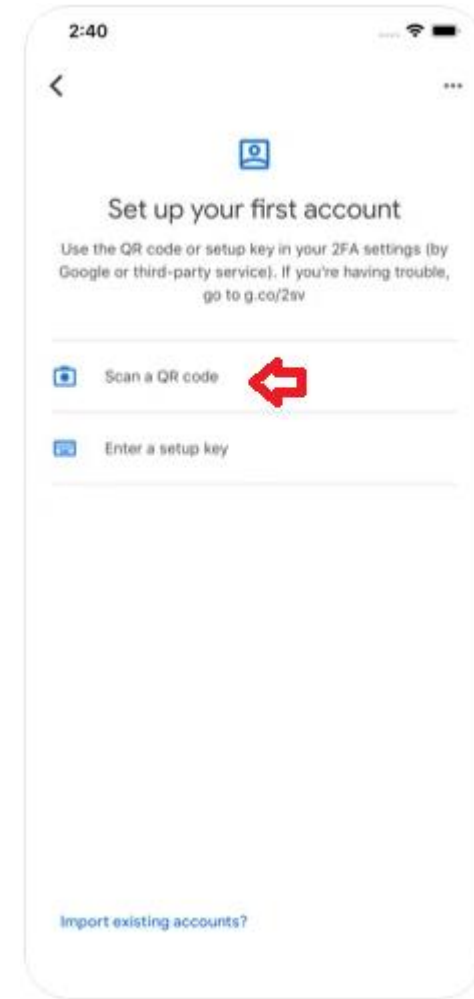 2:40
Set up your first account
Use the QR code or setup key in your 2FA settings (by
Google or third-party service). If you're having trouble,
go to g.co/2sv
Scan a QR code
Enter a setup key
Import existing accounts?